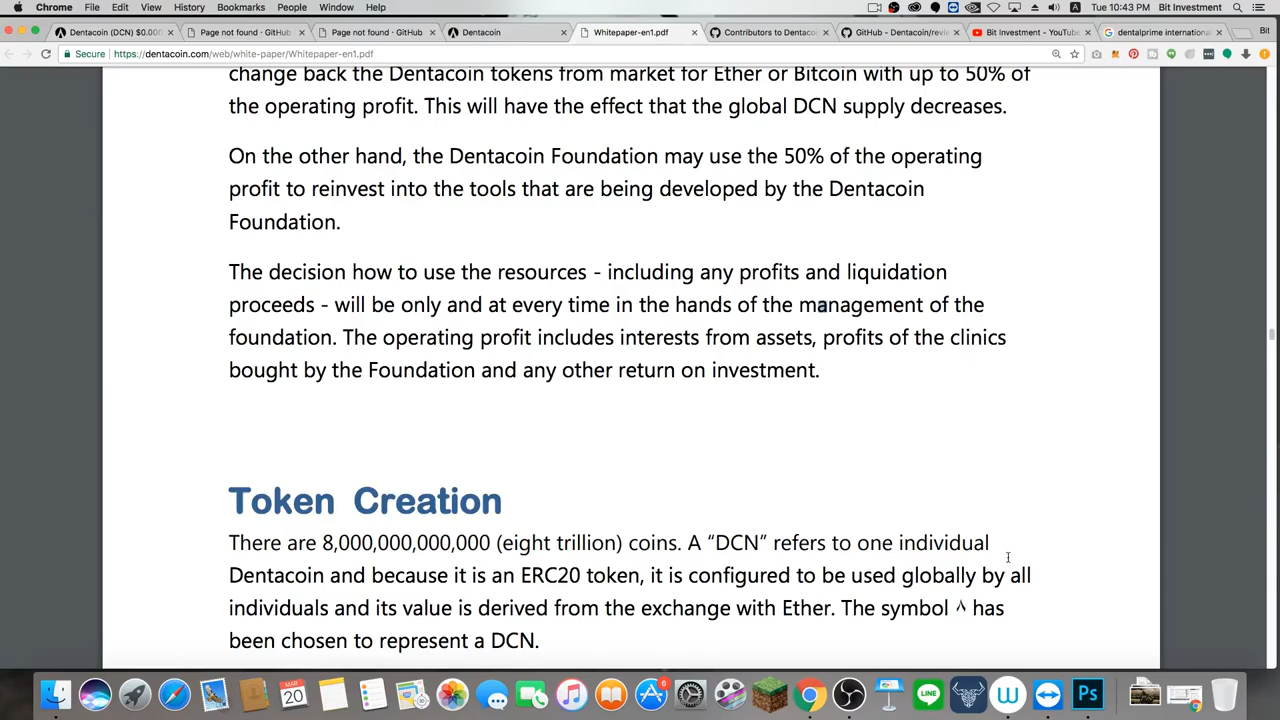 Chrome File Edit View History Bookmarks People Window Help Tue 10:43 PM Bit Investment
Dentacoin (DCN) $0.000 Page not found · GitHub Page not found · GitHub Dentacoin Whitepaper-en1.pdf Contributors to Dentaco GitHub - Dentacoin/revie Bit Investment - YouTube dentalprime internationa Bit
Secure https://dentacoin.com/web/white-paper/Whitepaper-en1.pdf
change back the Dentacoin tokens from market for Ether or Bitcoin with up to 50% of
the operating profit. This will have the effect that the global DCN supply decreases.
On the other hand, the Dentacoin Foundation may use the 50% of the operating
profit to reinvest into the tools that are being developed by the Dentacoin
Foundation.
The decision how to use the resources - including any profits and liquidation
proceeds - will be only and at every time in the hands of the management of the
foundation. The operating profit includes interests from assets, profits of the clinics
bought by the Foundation and any other return on investment.
Token Creation
There are 8,000,000,000,000 (eight trillion) coins. A “DCN” refers to one individual
Dentacoin and because it is an ERC20 token, it is configured to be used globally by all
individuals and its value is derived from the exchange with Ether. The symbol ٨ has
been chosen to represent a DCN.
MAR
20
6
LINE
W
Ps